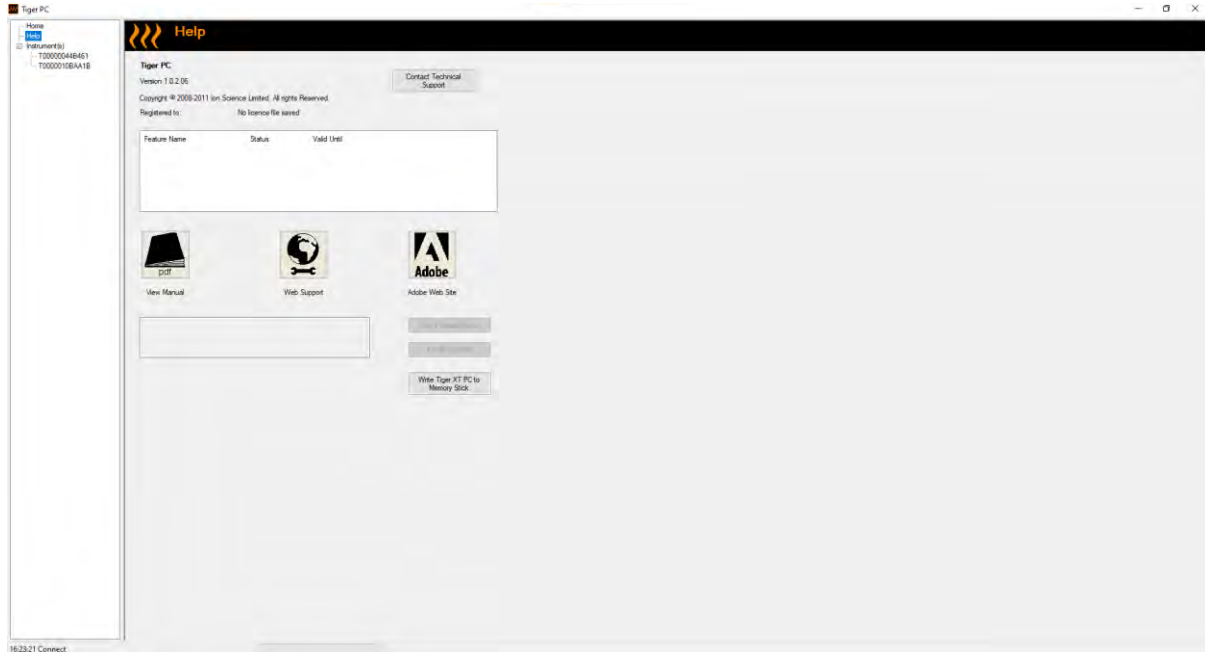 Tiger PC
Home
Help
Instrument(s)
T00000044B461
T0000010BAA1B
Help
Tiger PC
Version 1.0.2.06
Contact Technical
Support
Copyright © 2008-2011 Ion Science Limited. All rights Reserved.
Registered to
No licence file saved
Feature Name
Status
Valid Until
pdf
View Manual
Web Support
Adobe
Adobe Web Site
Write Tiger XT PC to
Memory Stick
16:23:21 Connect